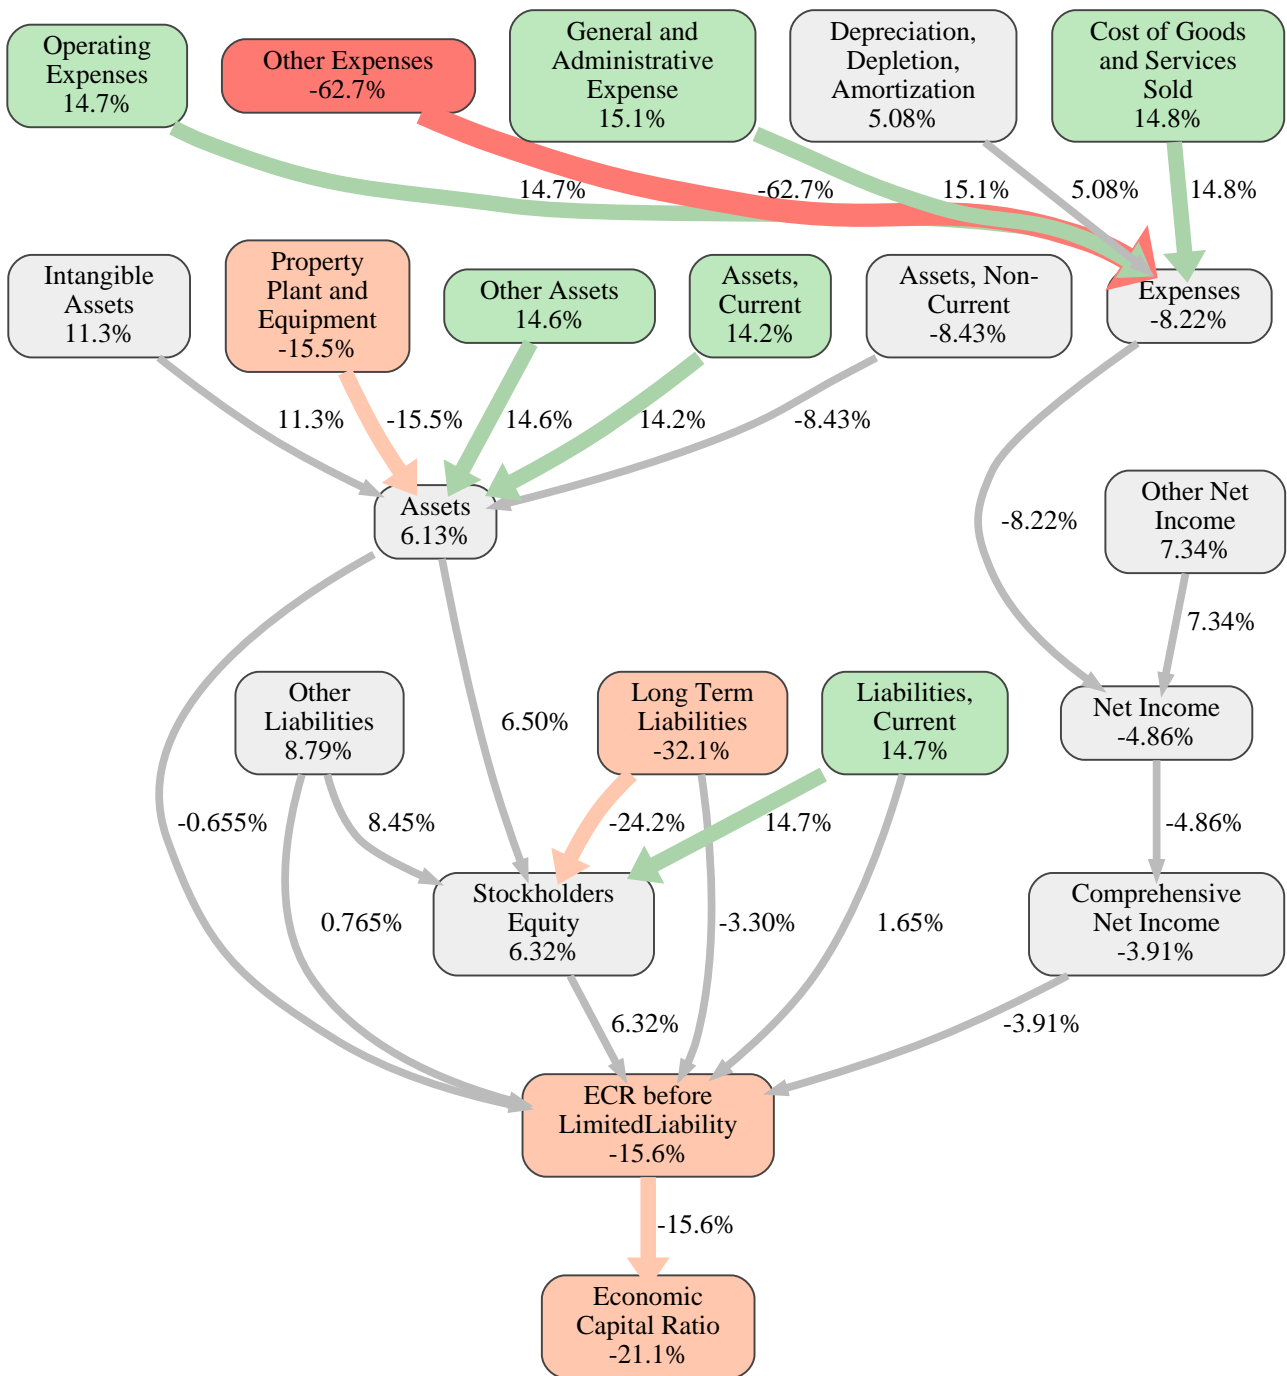 Operating
Expenses
14.7%
Other Expenses
-62.7%
General and
Administrative
Expense
15.1%
Depreciation,
Depletion,
Amortization
5.08%
Cost of Goods
and Services
Sold
14.8%
14.7%
-62.7%
15.1%
5.08%
14.8%
Intangible
Assets
11.3%
Property
Plant and
Equipment
-15.5%
Other Assets
14.6%
Assets,
Current
14.2%
Assets, Non-
Current
-8.43%
Expenses
-8.22%
11.3%
-15.5%
14.6%
14.2%
-8.43%
Assets
6.13%
-8.22%
Other Net
Income
7.34%
7.34%
Other
Liabilities
8.79%
6.50%
Long Term
Liabilities
-32.1%
Liabilities,
Current
14.7%
Net Income
-4.86%
-0.655%
8.45%
-24.2%
14.7%
-4.86%
0.765%
Stockholders
Equity
6.32%
-3.30%
1.65%
Comprehensive
Net Income
-3.91%
6.32%
-3.91%
ECR before
LimitedLiability
-15.6%
-15.6%
Economic
Capital Ratio
-21.1%